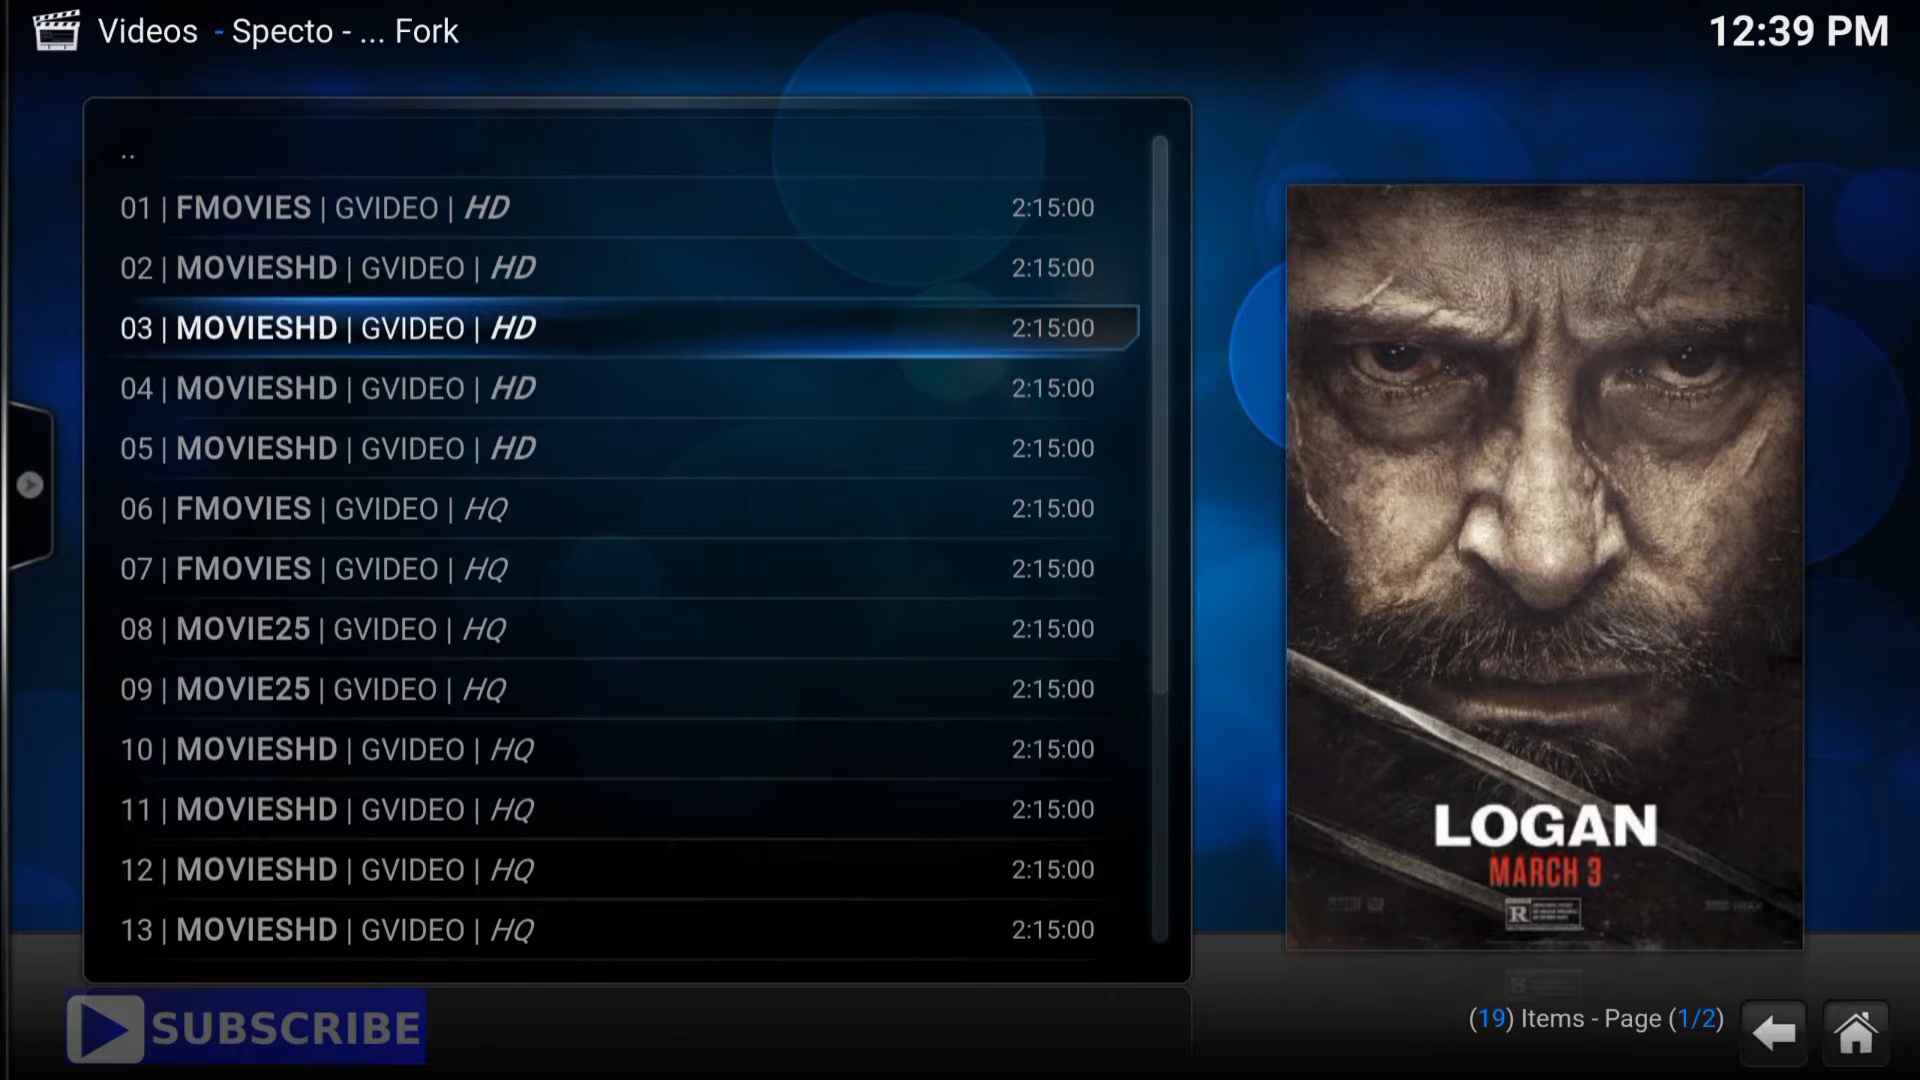 Videos - Specto - ... Fork
12:39 PM
..
01 | FMOVIES | GVIDEO | HD 2:15:00
02 | MOVIESHD | GVIDEO | HD 2:15:00
03 | MOVIESHD | GVIDEO | HD 2:15:00
04 | MOVIESHD | GVIDEO | HD 2:15:00
05 | MOVIESHD | GVIDEO | HD 2:15:00
06 | FMOVIES | GVIDEO | HQ 2:15:00
07 | FMOVIES | GVIDEO | HQ 2:15:00
08 | MOVIE25 | GVIDEO | HQ 2:15:00
09 | MOVIE25 | GVIDEO | HQ 2:15:00
10 | MOVIESHD | GVIDEO | HQ 2:15:00
11 | MOVIESHD | GVIDEO | HQ 2:15:00
12 | MOVIESHD | GVIDEO | HQ 2:15:00
13 | MOVIESHD | GVIDEO | HQ 2:15:00
LOGAN
MARCH 3
R
SUBSCRIBE
(19) Items - Page (1/2)